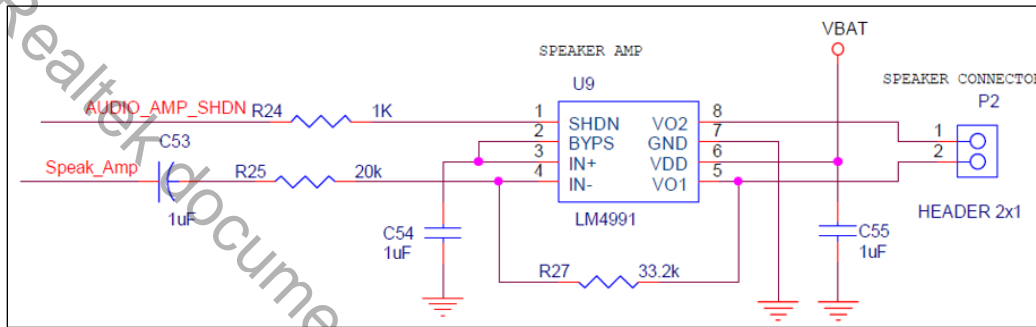 VBAT
SPEAKER AMP
U9
SPEAKER CONNECTOR
P2
AUDIO_AMP_SHDN R24 1K
1 SHDN VO2 8
2 BYPS GND 7
3 IN+ VDD 6
4 IN- VO1 5
1
2
C53
Speak_Amp R25 20k
1uF
LM4991
HEADER 2x1
C54
1uF
C55
1uF
R27 33.2k
Realtek docume